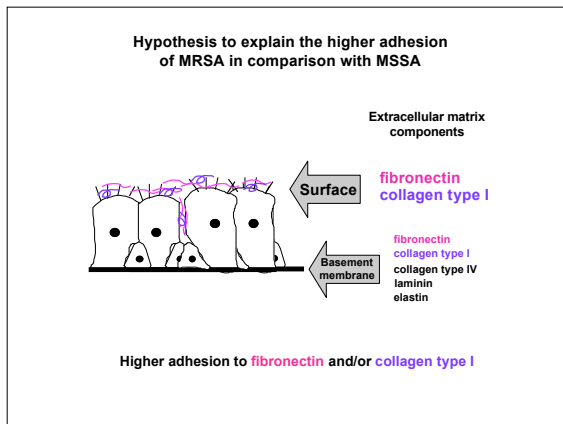 Hypothesis to explain the higher adhesion
of MRSA in comparison with MSSA
Extracellular matrix
components
Surface
fibronectin
collagen type I
Basement
membrane
fibronectin
collagen type I
collagen type IV
laminin
elastin
Higher adhesion to fibronectin and/or collagen type I